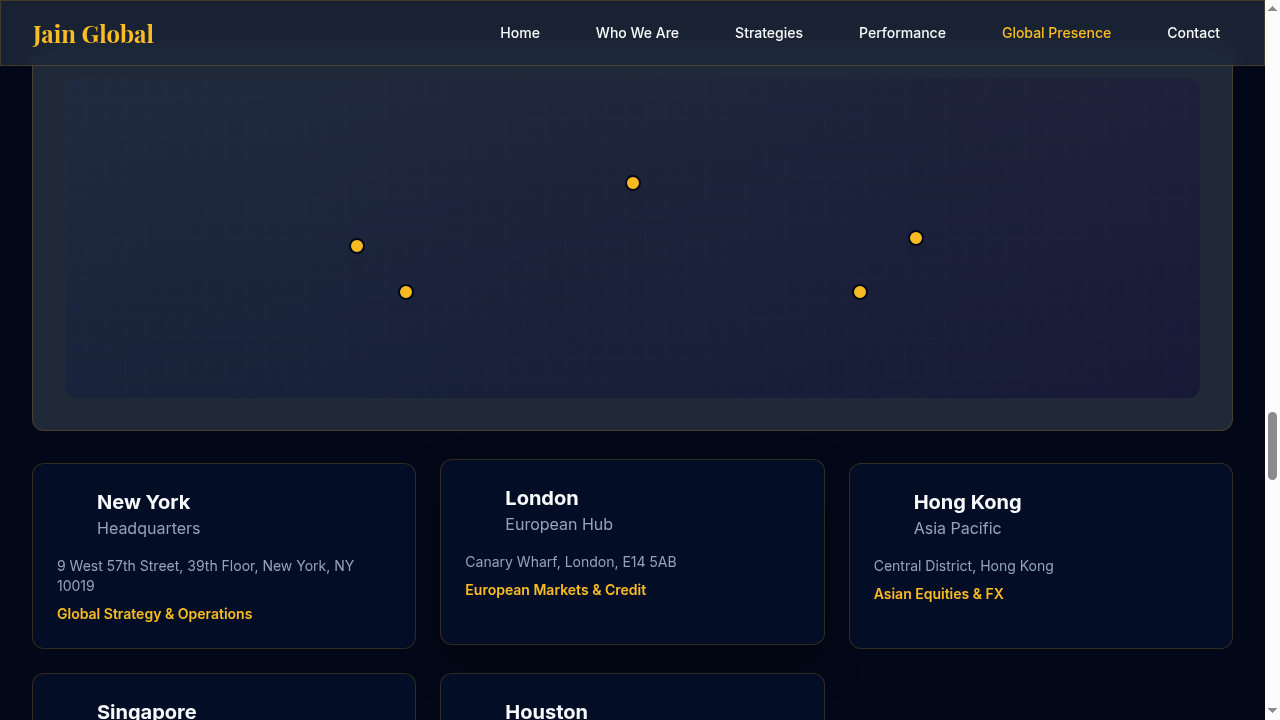 Jain Global
Home
Who We Are
Strategies
Performance
Global Presence
Contact
New York
Headquarters
9 West 57th Street, 39th Floor, New York, NY
10019
Global Strategy & Operations
London
European Hub
Canary Wharf, London, E14 5AB
European Markets & Credit
Hong Kong
Asia Pacific
Central District, Hong Kong
Asian Equities & FX
Singapore
Houston